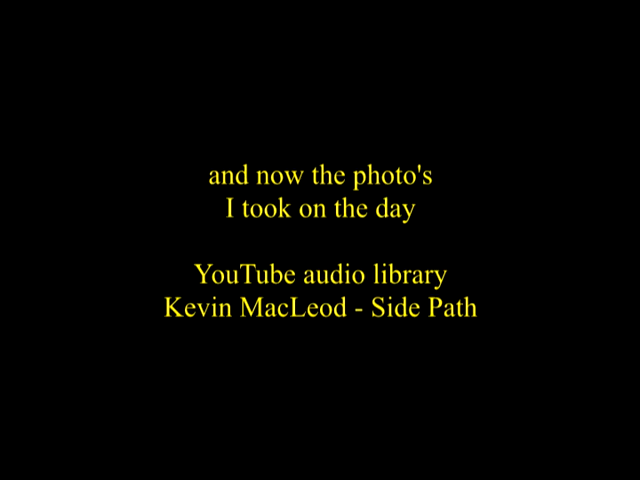 and now the photo's
I took on the day
YouTube audio library
Kevin MacLeod - Side Path